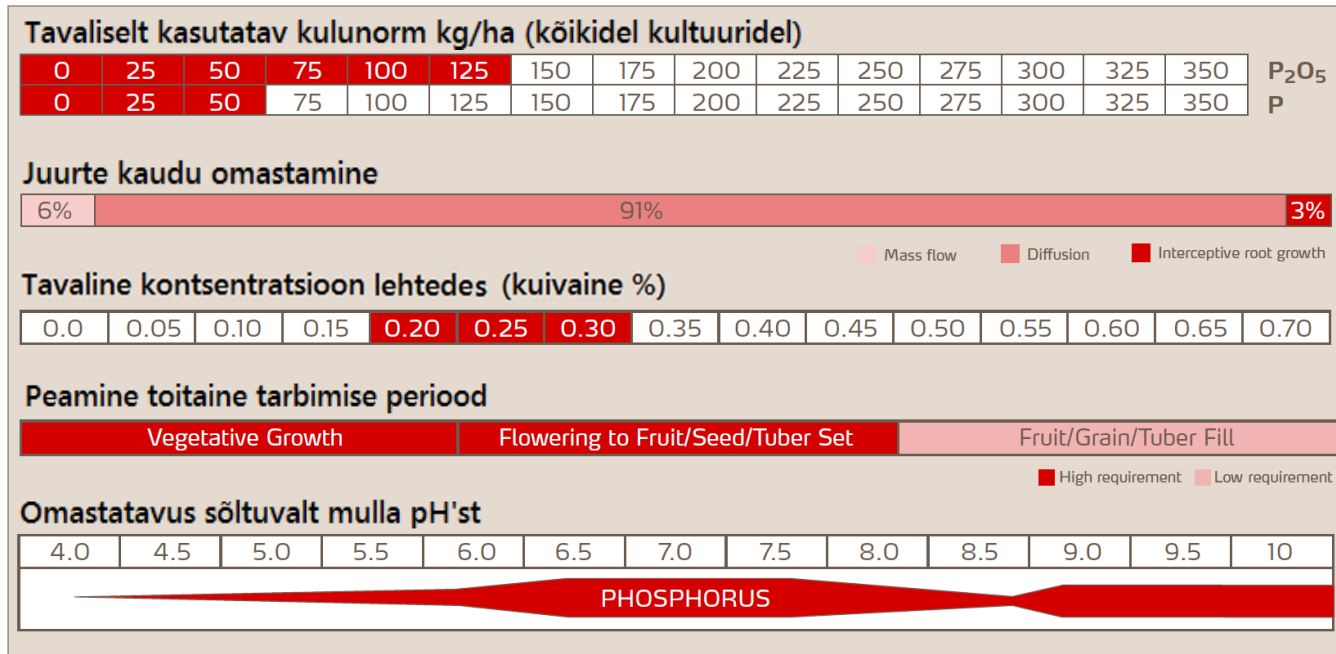 Tavaliselt kasutatav kulunorm kg/ha (kõikidel kultuuridel)
0 25 50 75 100 125 150 175 200 225 250 275 300 325 350 P₂O₅
0 25 50 75 100 125 150 175 200 225 250 275 300 325 350 P
Juurte kaudu omastamine
6% 91% 3%
Mass flow Diffusion Interceptive root growth
Tavaline kontsentratsioon lehtedes (kuivaine %)
0.0 0.05 0.10 0.15 0.20 0.25 0.30 0.35 0.40 0.45 0.50 0.55 0.60 0.65 0.70
Peamine toitaine tarbimise periood
Vegetative Growth Flowering to Fruit/Seed/Tuber Set Fruit/Grain/Tuber Fill
High requirement Low requirement
Omastatavus sõltuvalt mulla pH'st
4.0 4.5 5.0 5.5 6.0 6.5 7.0 7.5 8.0 8.5 9.0 9.5 10
PHOSPHORUS